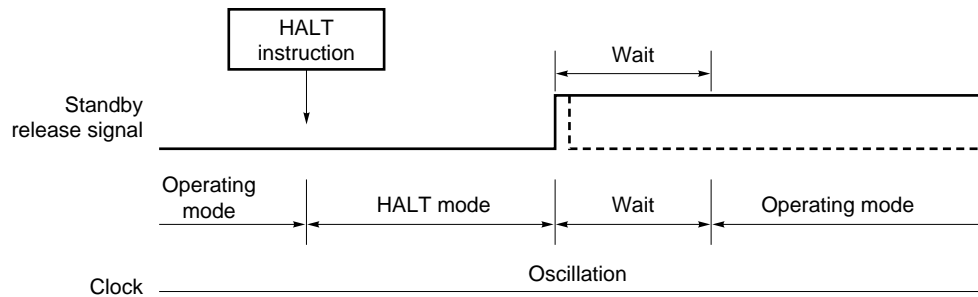 HALT
instruction
Wait
Standby
release signal
Operating
mode
HALT mode
Wait
Operating mode
Oscillation
Clock